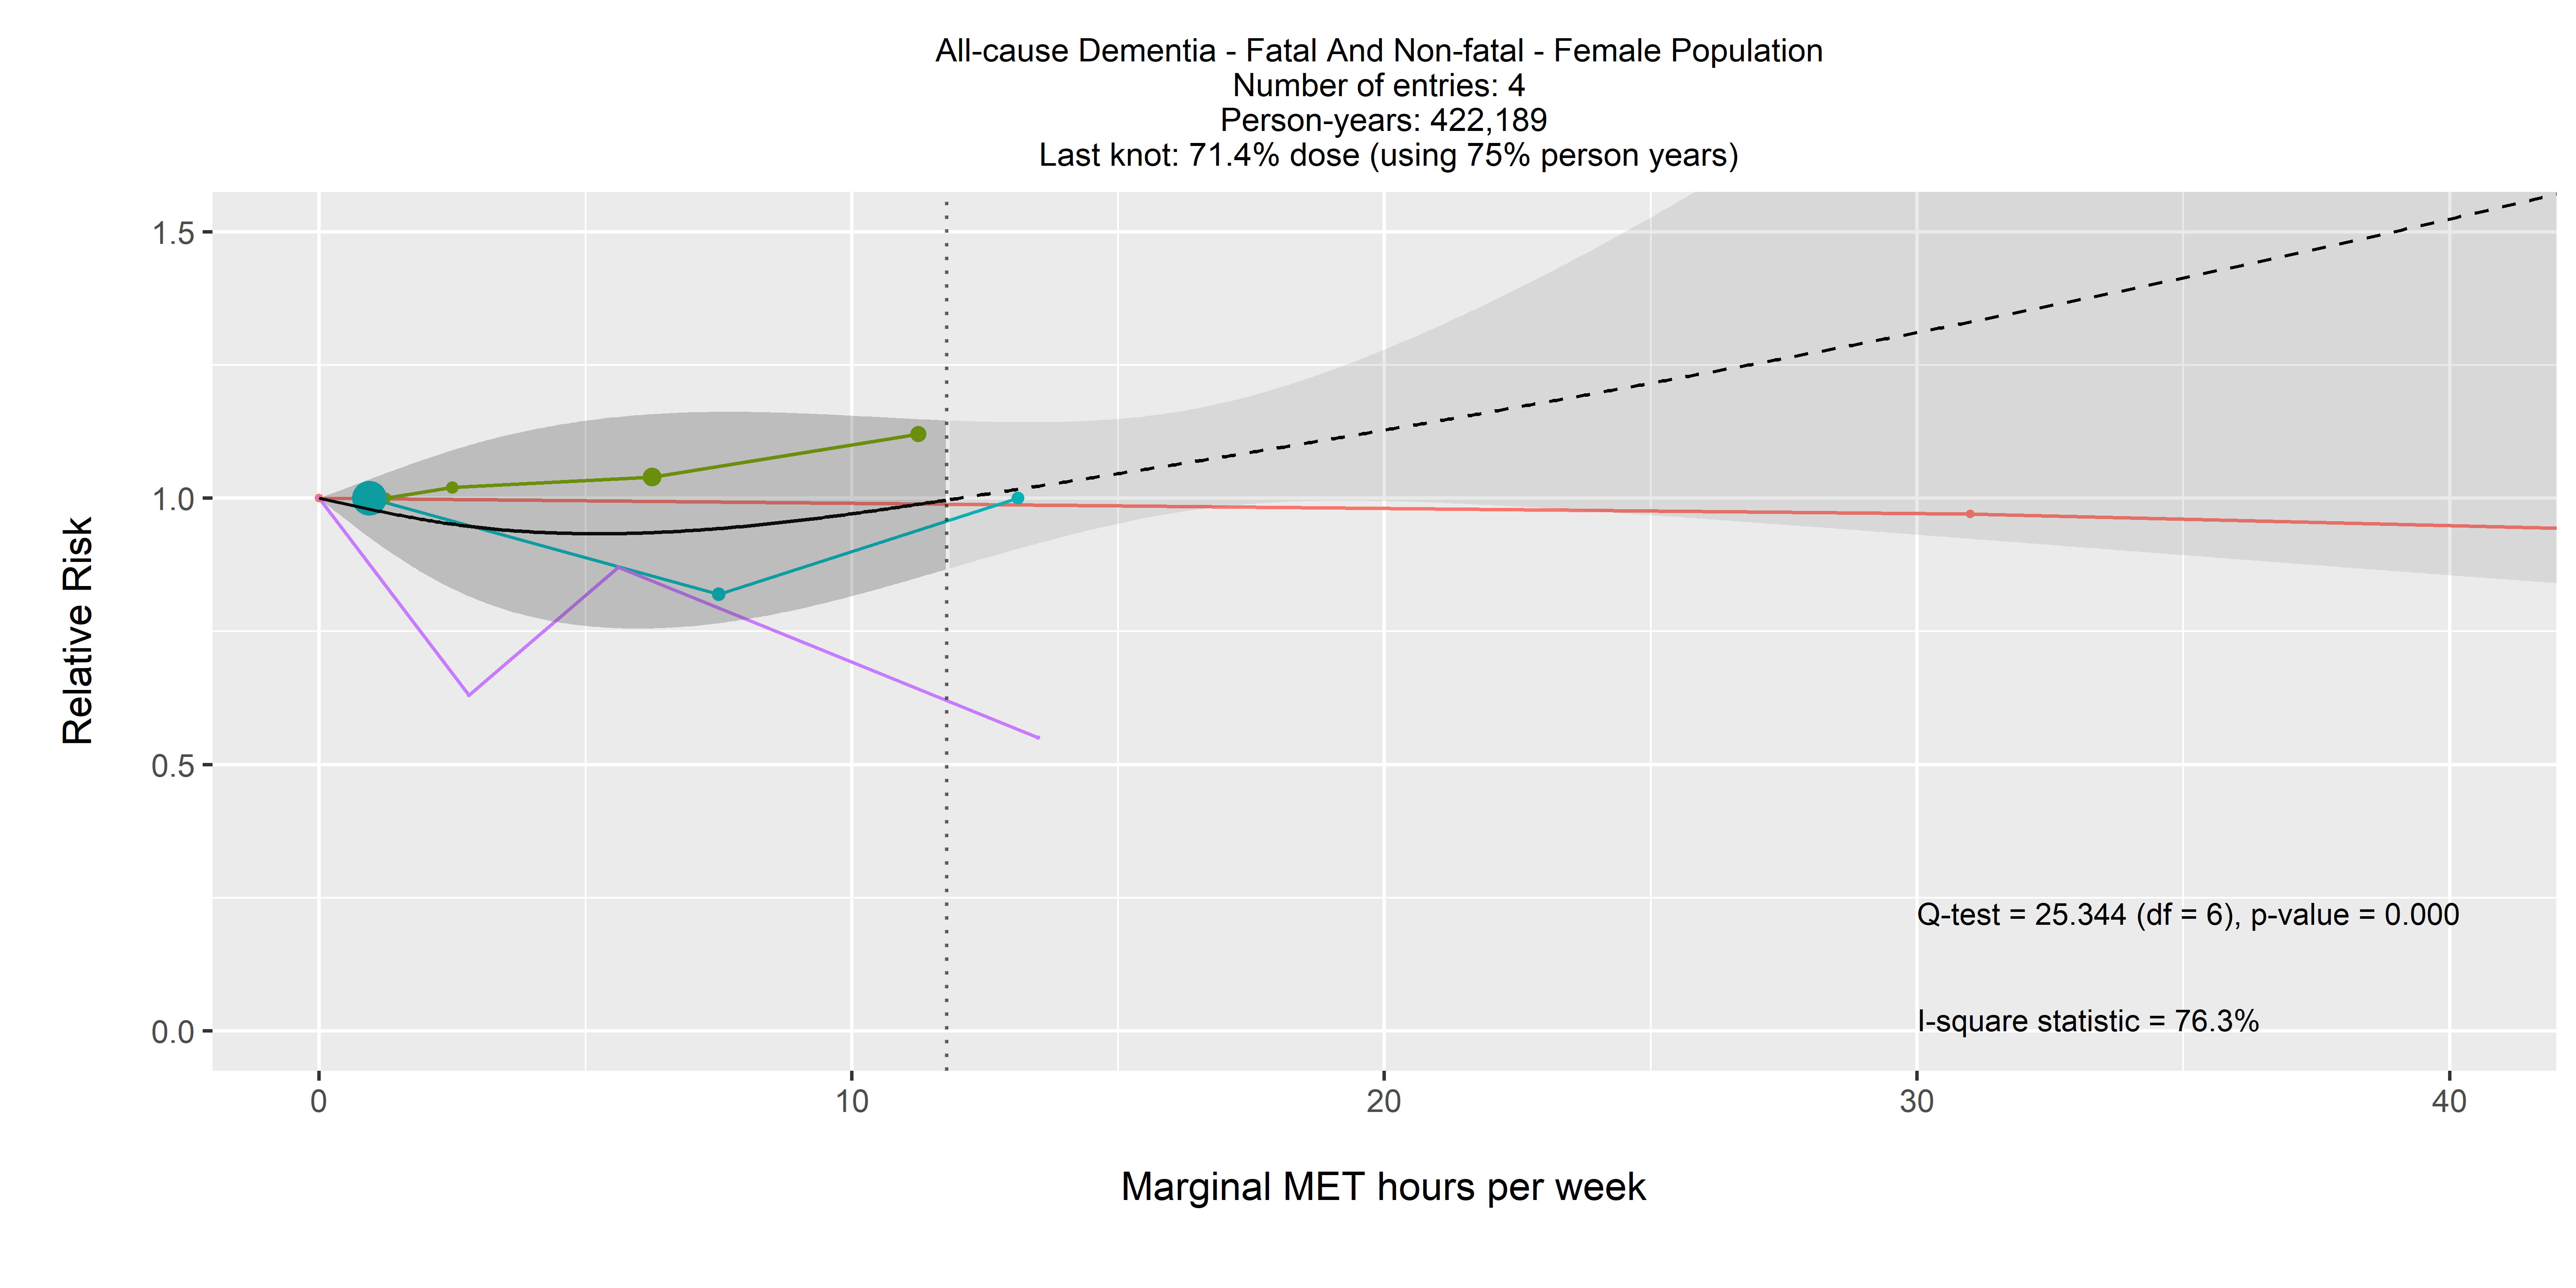 All-cause Dementia - Fatal And Non-fatal - Female Population
Number of entries: 4
Person-years: 422,189
Last knot: 71.4% dose (using 75% person years)
1.5
1.0
0.5
0.0
Relative Risk
Q-test = 25.344 (df = 6), p-value = 0.000
I-square statistic = 76.3%
0 10 20 30 40
Marginal MET hours per week